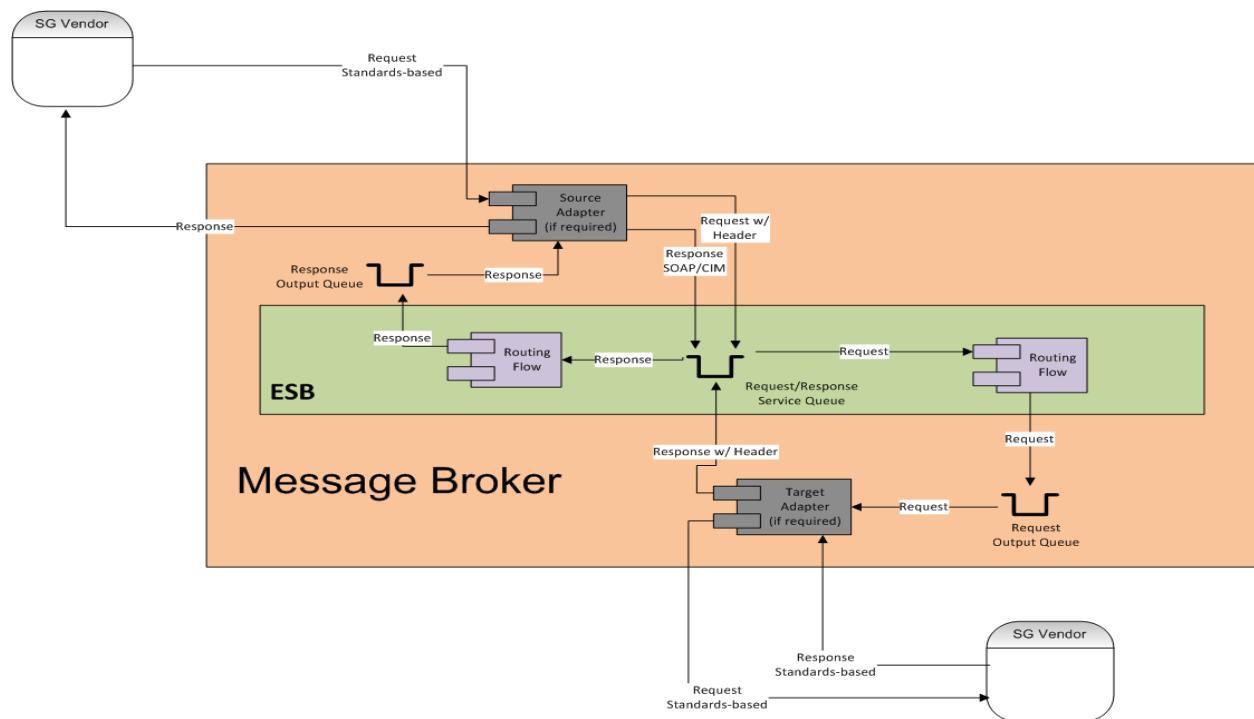 SG Vendor
Request
Standards-based
Source
Adapter
(if required)
Request w/
Header
Response
Response
SOAP/CIM
Response
Output Queue
Response
Response
Routing
Flow
Response
Request
Routing
Flow
Request/Response
Service Queue
ESB
Request
Response w/ Header
Message Broker
Target
Adapter
(if required)
Request
Request
Output Queue
SG Vendor
Response
Standards-based
Request
Standards-based